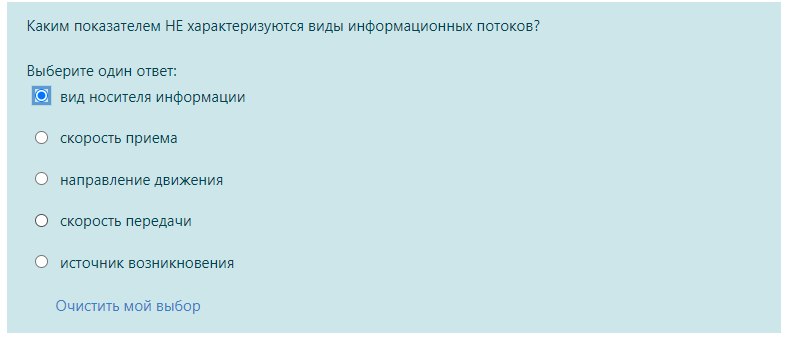 Каким показателем НЕ характеризуются виды информационных потоков?
Выберите один ответ:
вид носителя информации
скорость приема
направление движения
скорость передачи
источник возникновения
Очистить мой выбор